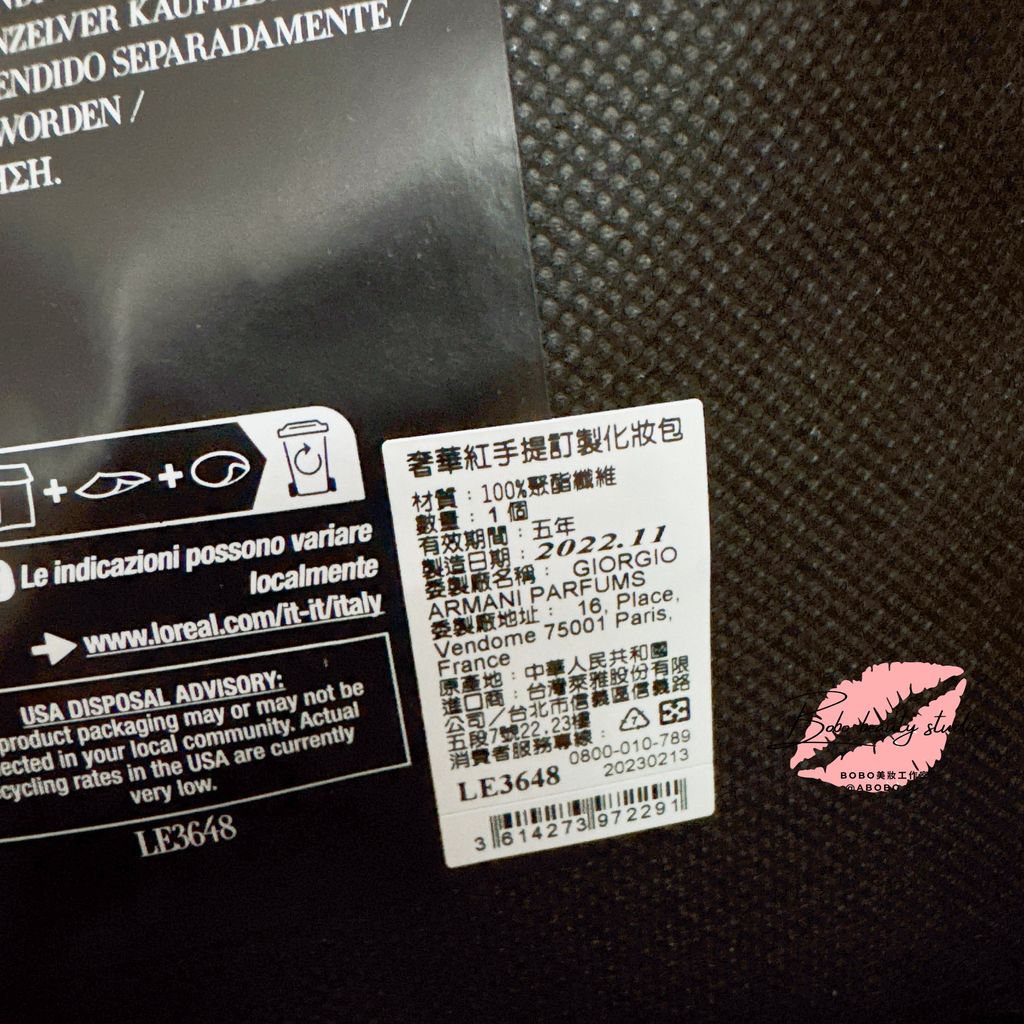 NZELVER
ENDIDO SEPARADAMENTE /
WORDEN /
ΗΣΗ.
Le indicazioni possono variare
localmente
www.loreal.com/it-it/italy
USA DISPOSAL ADVISORY:
product packaging may or may not be
ected in your local community. Actual
cycling rates in the USA are currently
very low.
LE3648
奢華紅手提訂製化妝包
材質：100%聚酯纖維
數量：1個
有效期間：五年
製造日期：2022.11
委製廠名稱： GIORGIO
ARMANI PARFUMS
委製廠地址： 16, Place,
Vendome 75001 Paris,
France
原產地：中華人民共和國
進口商：台灣萊雅股份有限
公司／台北市信義區信義路
五段7號22.23樓
消費者服務專線：
0800-010-789
20230213
LE3648
3 614273 972291
Bobo beauty stu
BOBO美妝工作
@ABOBO